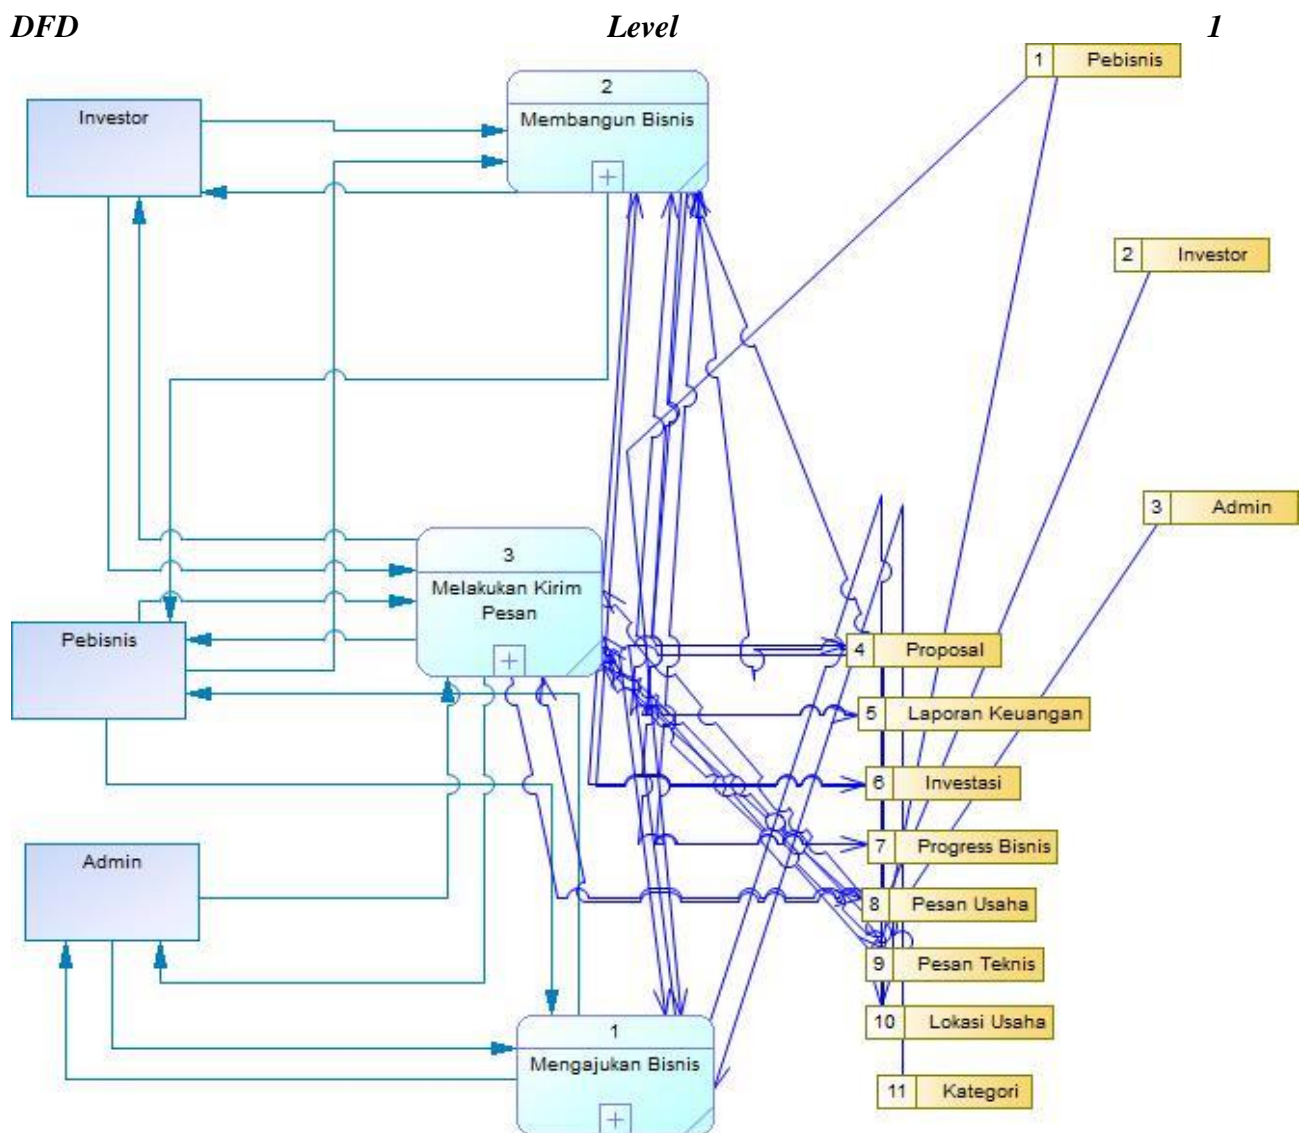 DFD Level 1
1 Pebisnis
2
Membangun Bisnis
Investor
2 Investor
3 Admin
3
Melakukan Kirim
Pesan
Pebisnis
4 Proposal
5 Laporan Keuangan
6 Investasi
7 Progress Bisnis
Admin
8 Pesan Usaha
9 Pesan Teknis
10 Lokasi Usaha
1
Mengajukan Bisnis
11 Kategori